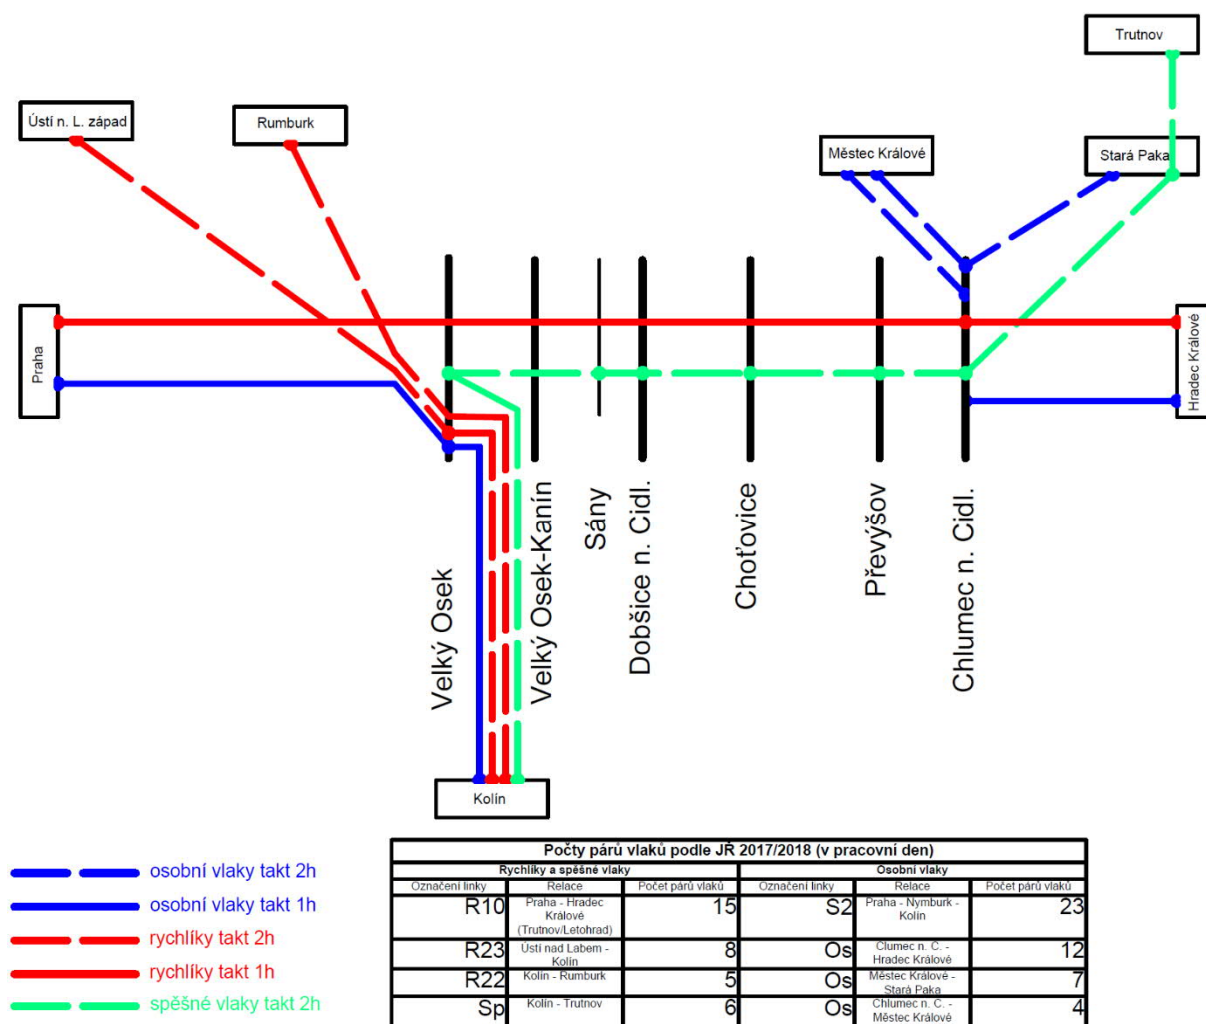 Trutnov
Ústí n. L. západ
Rumburk
Městec Králové
Stará Paka
Praha
Hradec Králové
Velký Osek
Velký Osek-Kanín
Sány
Dobšice n. Cidl.
Choťovice
Převýšov
Chlumec n. Cidl.
Kolín
osobní vlaky takt 2h
osobní vlaky takt 1h
rychlíky takt 2h
rychlíky takt 1h
spěšné vlaky takt 2h
Počty párů vlaků podle JŘ 2017/2018 (v pracovní den)
Rychlíky a spěšné vlaky Osobní vlaky
Označení linky Relace Počet párů vlaků Označení linky Relace Počet párů vlaků
R10 Praha - Hradec Králové (Trutnov/Letohrad) 15 S2 Praha - Nymburk - Kolín 23
R23 Ústí nad Labem - Kolín 8 Os Clumec n. C. - Hradec Králové 12
R22 Kolín - Rumburk 5 Os Městec Králové - Stará Paka 7
Sp Kolín - Trutnov 6 Os Chlumec n. C. - Městec Králové 4